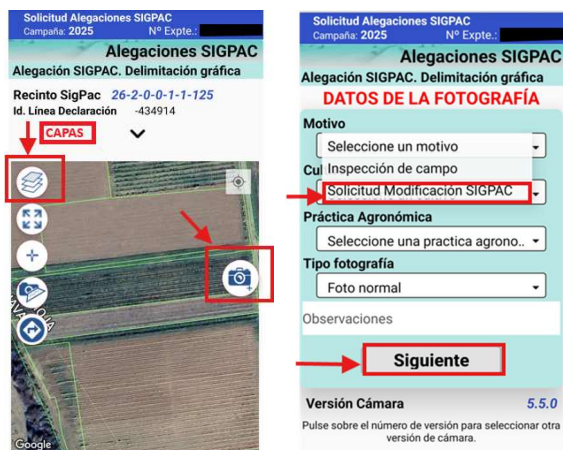 Solicitud Alegaciones SIGPAC
Campaña: 2025 Nº Expte.:
Alegaciones SIGPAC
Alegación SIGPAC. Delimitación gráfica
Recinto SigPac 26-2-0-0-1-1-125
Id. Línea Declaración -434914
CAPAS
Google
Solicitud Alegaciones SIGPAC
Campaña: 2025 Nº Expte.:
Alegaciones SIGPAC
Alegación SIGPAC. Delimitación gráfica
DATOS DE LA FOTOGRAFÍA
Motivo
Seleccione un motivo
Inspección de campo
Solicitud Modificación SIGPAC
Práctica Agronómica
Seleccione una practica agrono..
Tipo fotografía
Foto normal
Observaciones
Siguiente
Versión Cámara 5.5.0
Pulse sobre el número de versión para seleccionar otra
versión de cámara.